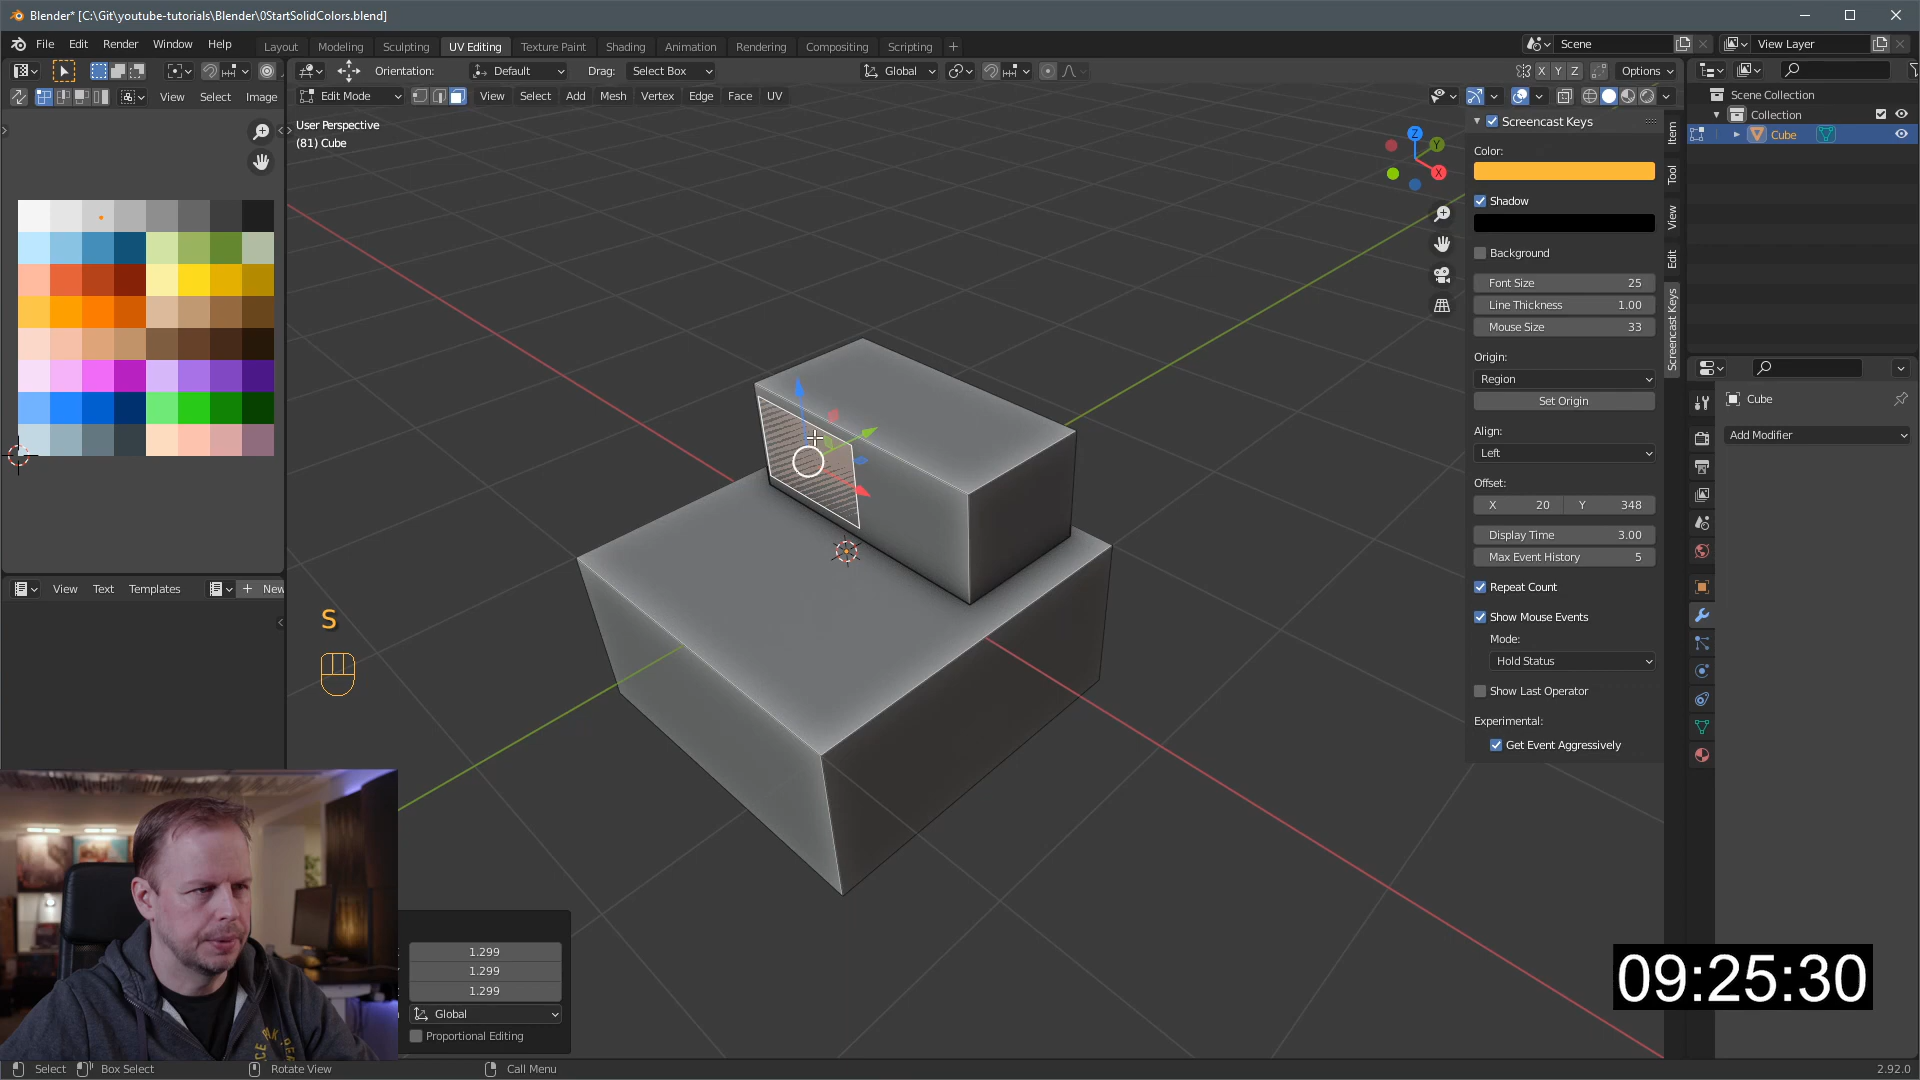 Blender* [C:\Git\youtube-tutorials\Blender\0StartSolidColors.blend]
File Edit Render Window Help
Layout Modeling Sculpting UV Editing Texture Paint Shading Animation Rendering Compositing Scripting
Scene
View Layer
Orientation: Default Drag: Select Box
Global
X Y Z Options
View Select Image
Edit Mode View Select Add Mesh Vertex Edge Face UV
User Perspective
(81) Cube
Z
Y
X
Screencast Keys
Color:
Shadow
Background
Font Size 25
Line Thickness 1.00
Mouse Size 33
Origin:
Region
Set Origin
Align:
Left
Offset:
X 20 Y 348
Display Time 3.00
Max Event History 5
Repeat Count
Show Mouse Events
Mode:
Hold Status
Show Last Operator
Experimental:
Get Event Aggressively
Item
Tool
View
Edit
Screencast Keys
Scene Collection
Collection
Cube
Cube
Add Modifier
View Text Templates New
S
1.299
1.299
1.299
Global
Proportional Editing
09:25:30
Select Box Select Rotate View Call Menu
2.92.0